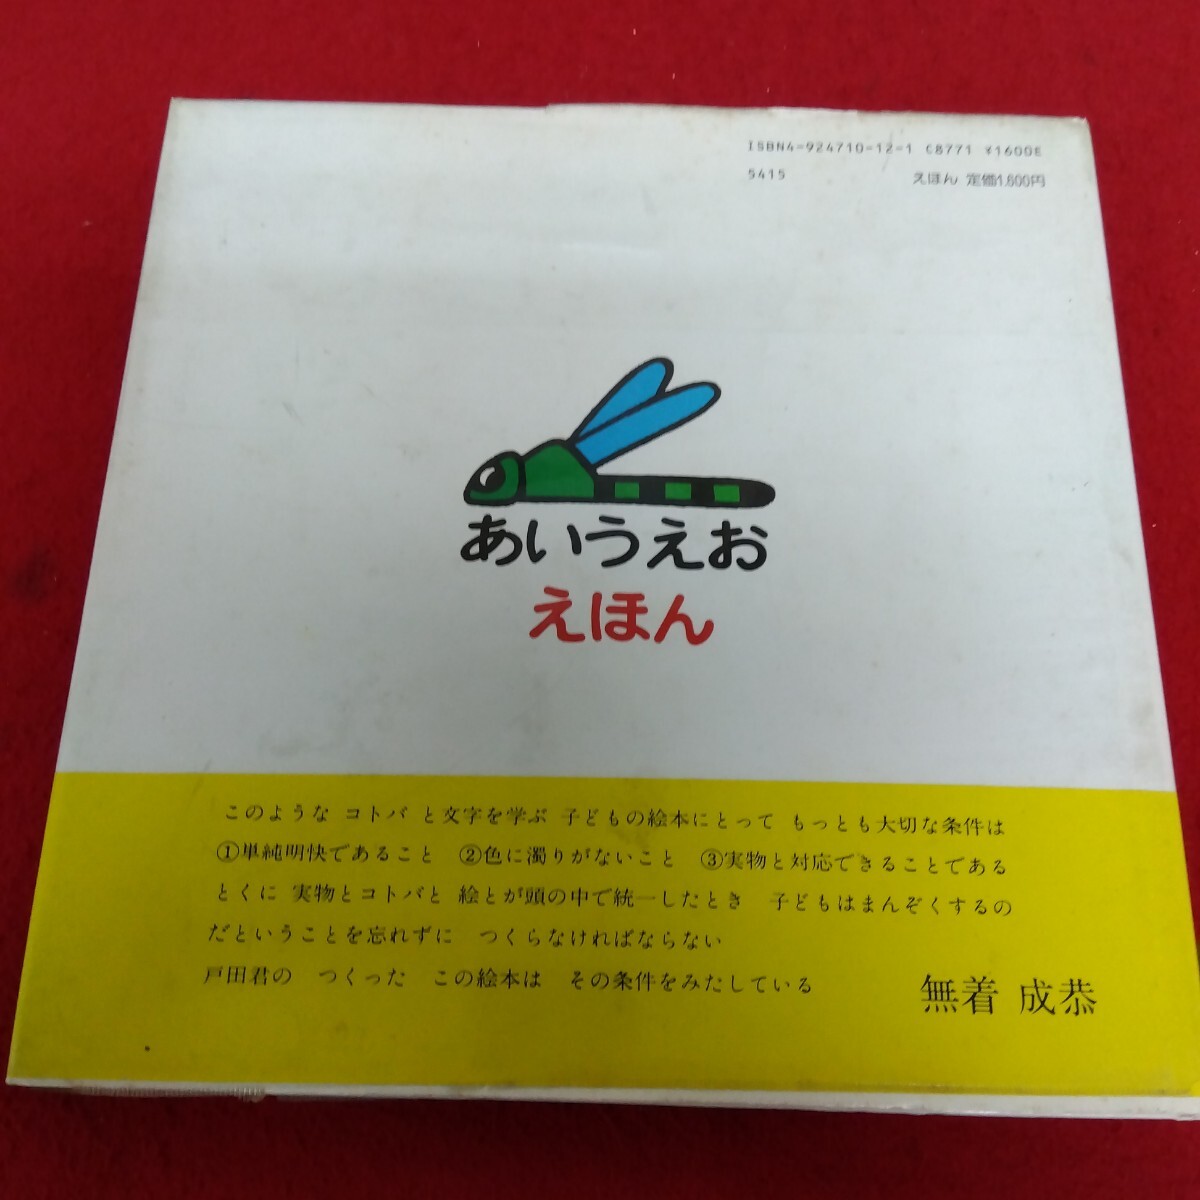 ISBN4-924710-12-1 C8771 ¥1600E
5415 えほん 定価1,600円
あいうえお
えほん
このような コトバ と文字を学ぶ 子どもの絵本にとって もっとも大切な条件は
①単純明快であること ②色に濁りがないこと ③実物と対応できることである
とくに 実物とコトバと 絵とが頭の中で統一したとき 子どもはまんぞくするの
だということを忘れずに つくらなければならない
戸田君の つくった この絵本は その条件をみたしている
無着 成恭